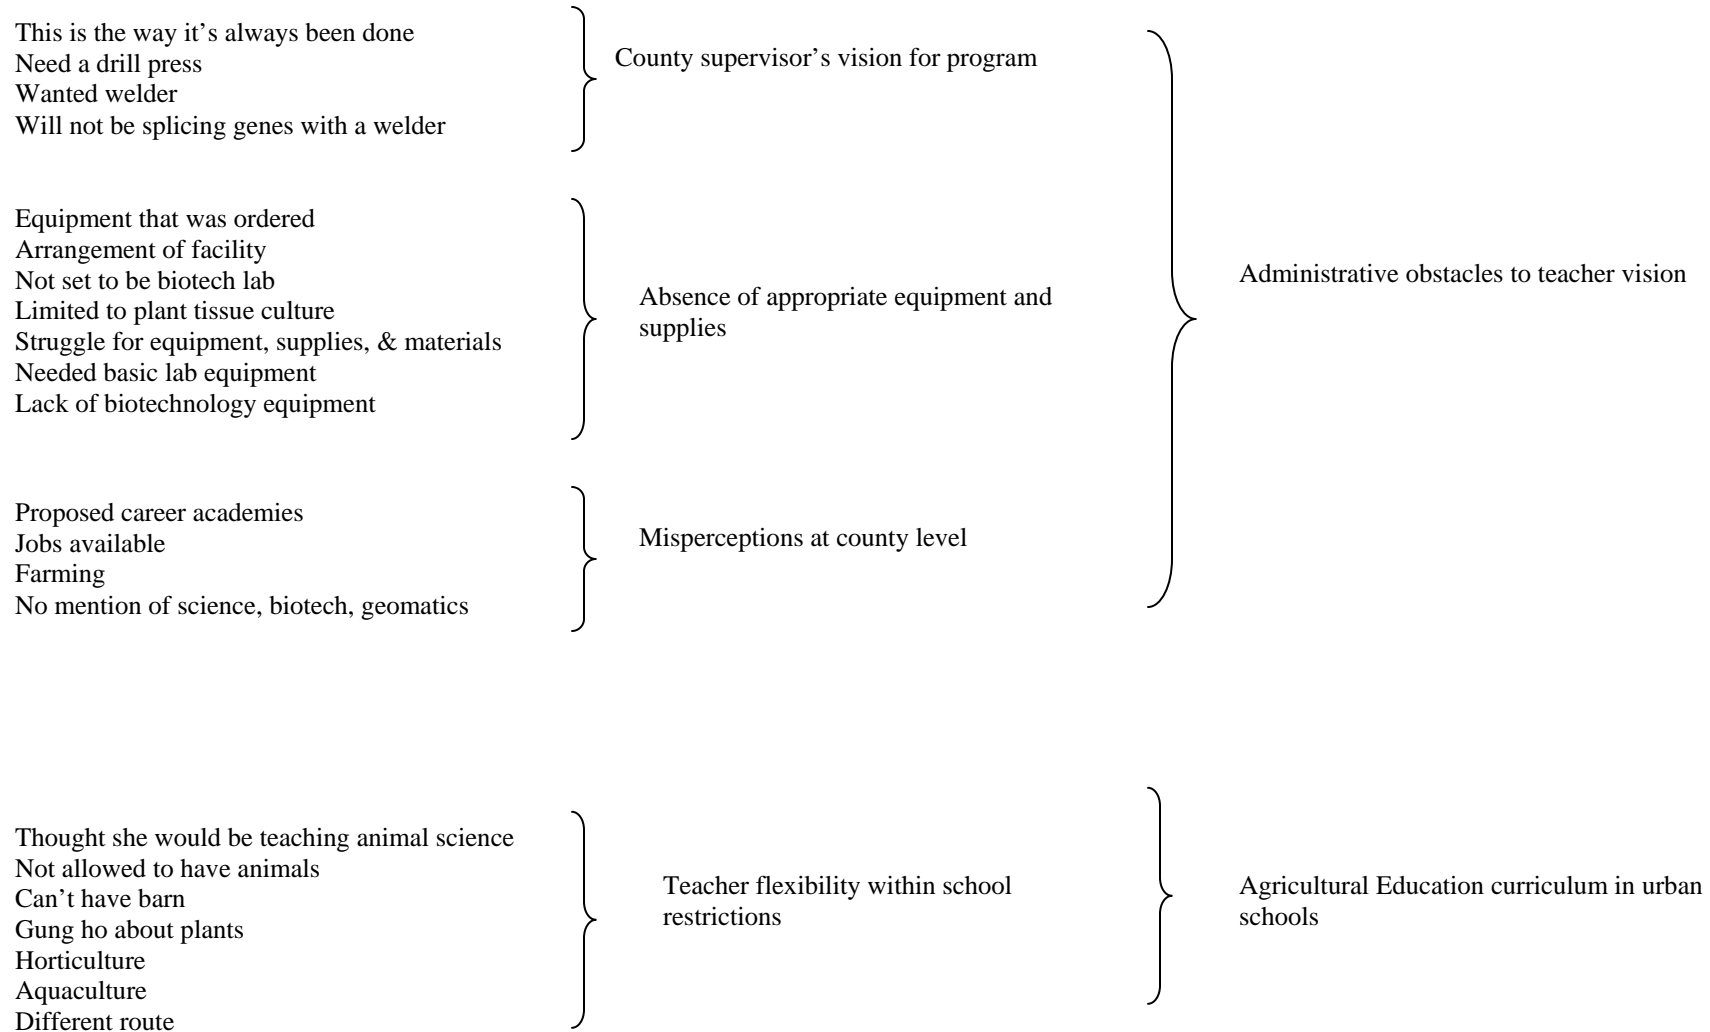 This is the way it’s always been done
Need a drill press
Wanted welder
Will not be splicing genes with a welder
County supervisor’s vision for program
Equipment that was ordered
Arrangement of facility
Not set to be biotech lab
Limited to plant tissue culture
Struggle for equipment, supplies, & materials
Needed basic lab equipment
Lack of biotechnology equipment
Absence of appropriate equipment and
supplies
Proposed career academies
Jobs available
Farming
No mention of science, biotech, geomatics
Misperceptions at county level
Administrative obstacles to teacher vision
Thought she would be teaching animal science
Not allowed to have animals
Can’t have barn
Gung ho about plants
Horticulture
Aquaculture
Different route
Teacher flexibility within school
restrictions
Agricultural Education curriculum in urban
schools